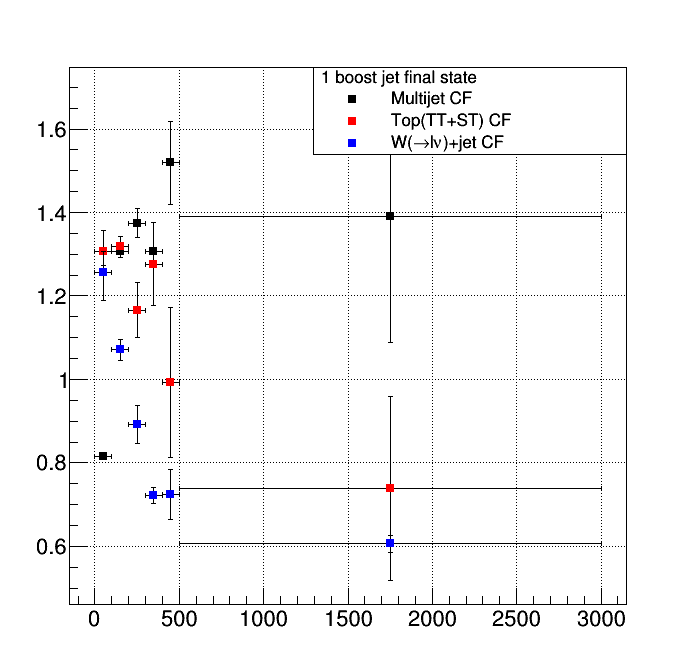 1 boost jet final state
Multijet CF
Top(TT+ST) CF
W(→lν)+jet CF
1.6
1.4
1.2
1
0.8
0.6
0 500 1000 1500 2000 2500 3000